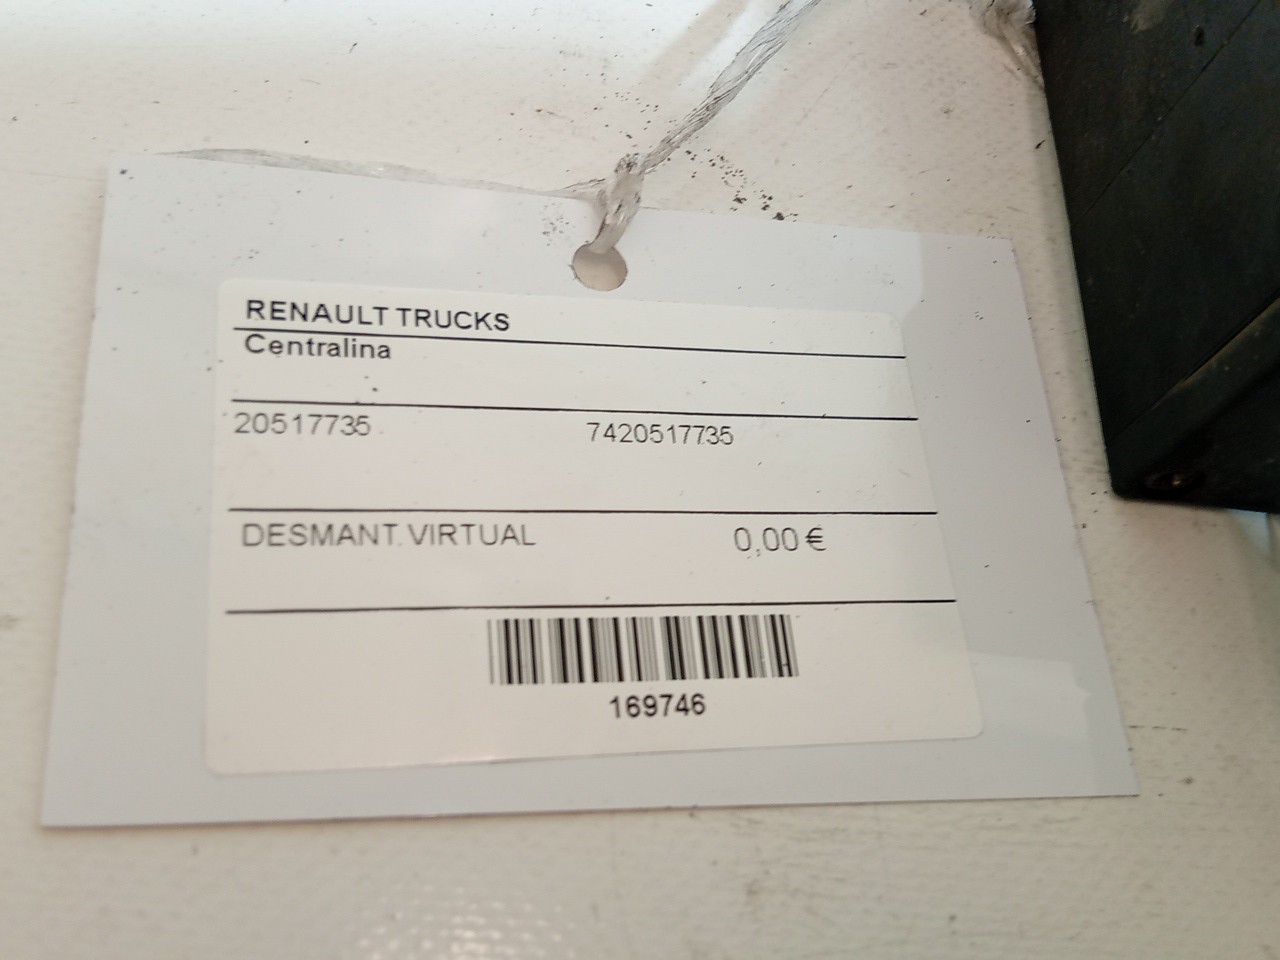 RENAULT TRUCKS
Centralina
20517735 7420517735
DESMANT. VIRTUAL 0,00 €
169746